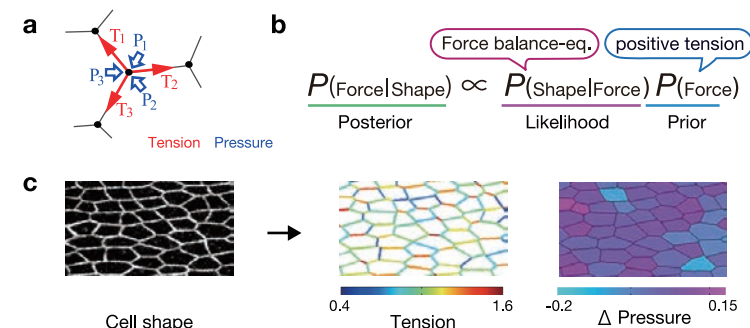 a
T1
P1
P3
T2
P2
T3
Tension Pressure
b
Force balance-eq. positive tension
P(Force|Shape) ∝ P(Shape|Force) P(Force)
Posterior Likelihood Prior
c
0.4 1.6 -0.2 0.15
Cell shape Tension Δ Pressure